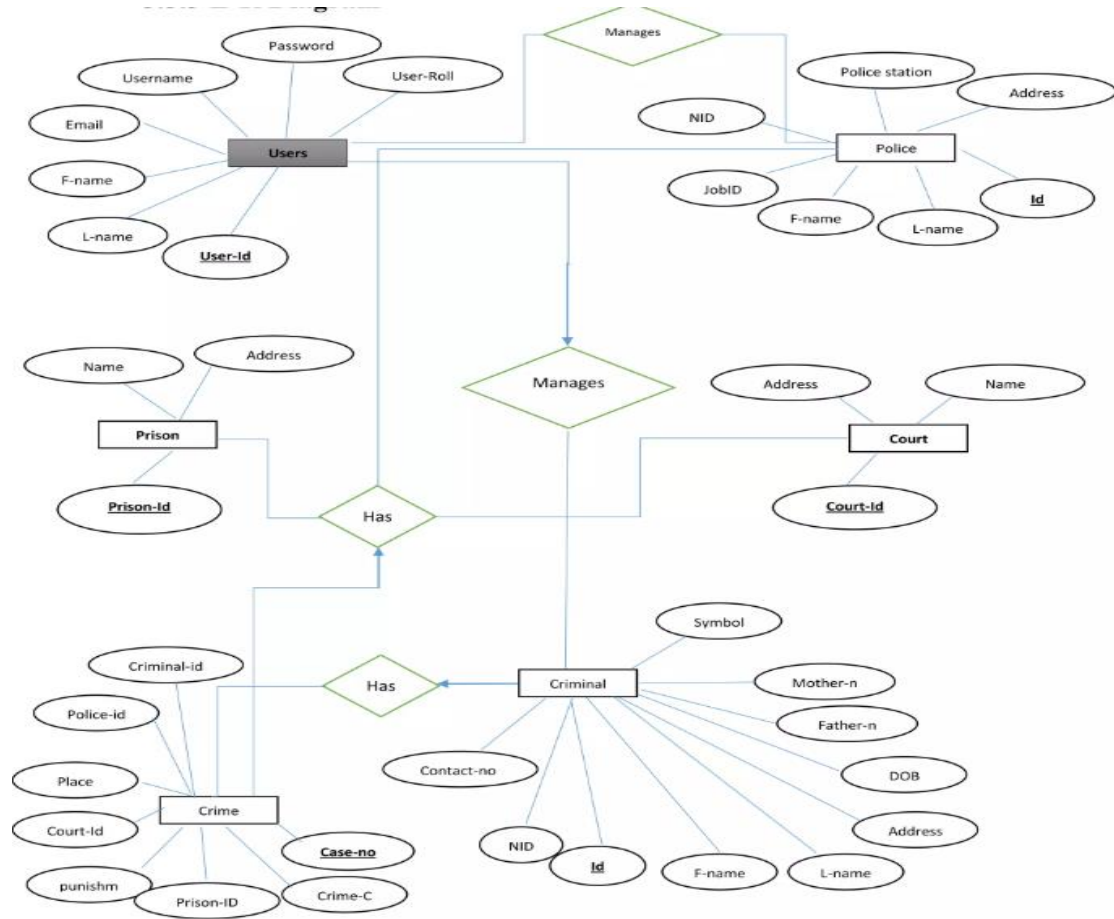 Manages
Password
Username
User-Roll
Police station
Address
Email
NID
Users
Police
F-name
JobID
Id
L-name
F-name
L-name
User-Id
Name
Address
Manages
Address
Name
Prison
Court
Prison-Id
Has
Court-Id
Symbol
Criminal-id
Has
Criminal
Mother-n
Police-id
Father-n
Contact-no
DOB
Place
Crime
Court-Id
Case-no
NID
Id
Address
punishm
Prison-ID
Crime-C
F-name
L-name